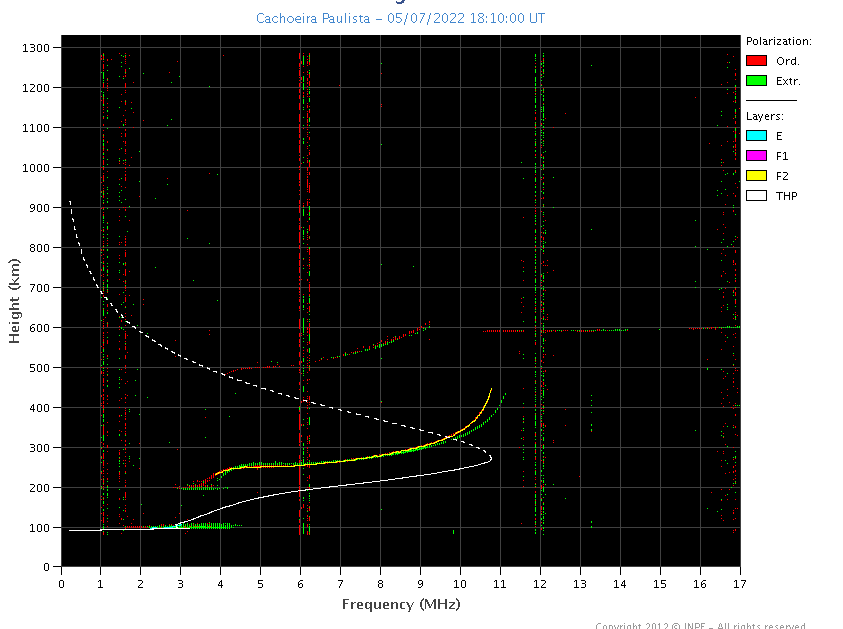 Cachoeira Paulista – 05/07/2022 18:10:00 UT
1300
1200
1100
1000
900
800
700
600
500
400
300
200
100
0
Height (km)
0 1 2 3 4 5 6 7 8 9 10 11 12 13 14 15 16 17
Frequency (MHz)
Polarization:
Ord.
Extr.
Layers:
E
F1
F2
THP
Copyright 2012 © INPE – All rights reserved